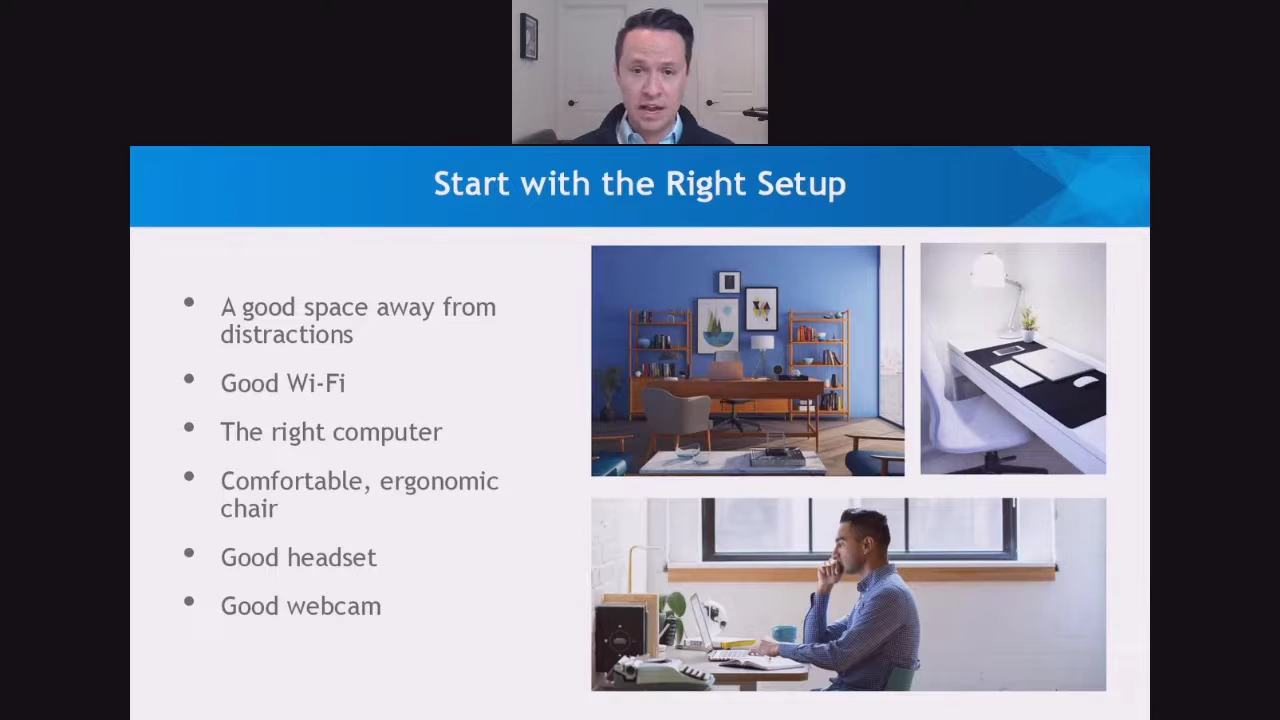 Start with the Right Setup
• A good space away from
distractions
• Good Wi-Fi
• The right computer
• Comfortable, ergonomic
chair
• Good headset
• Good webcam